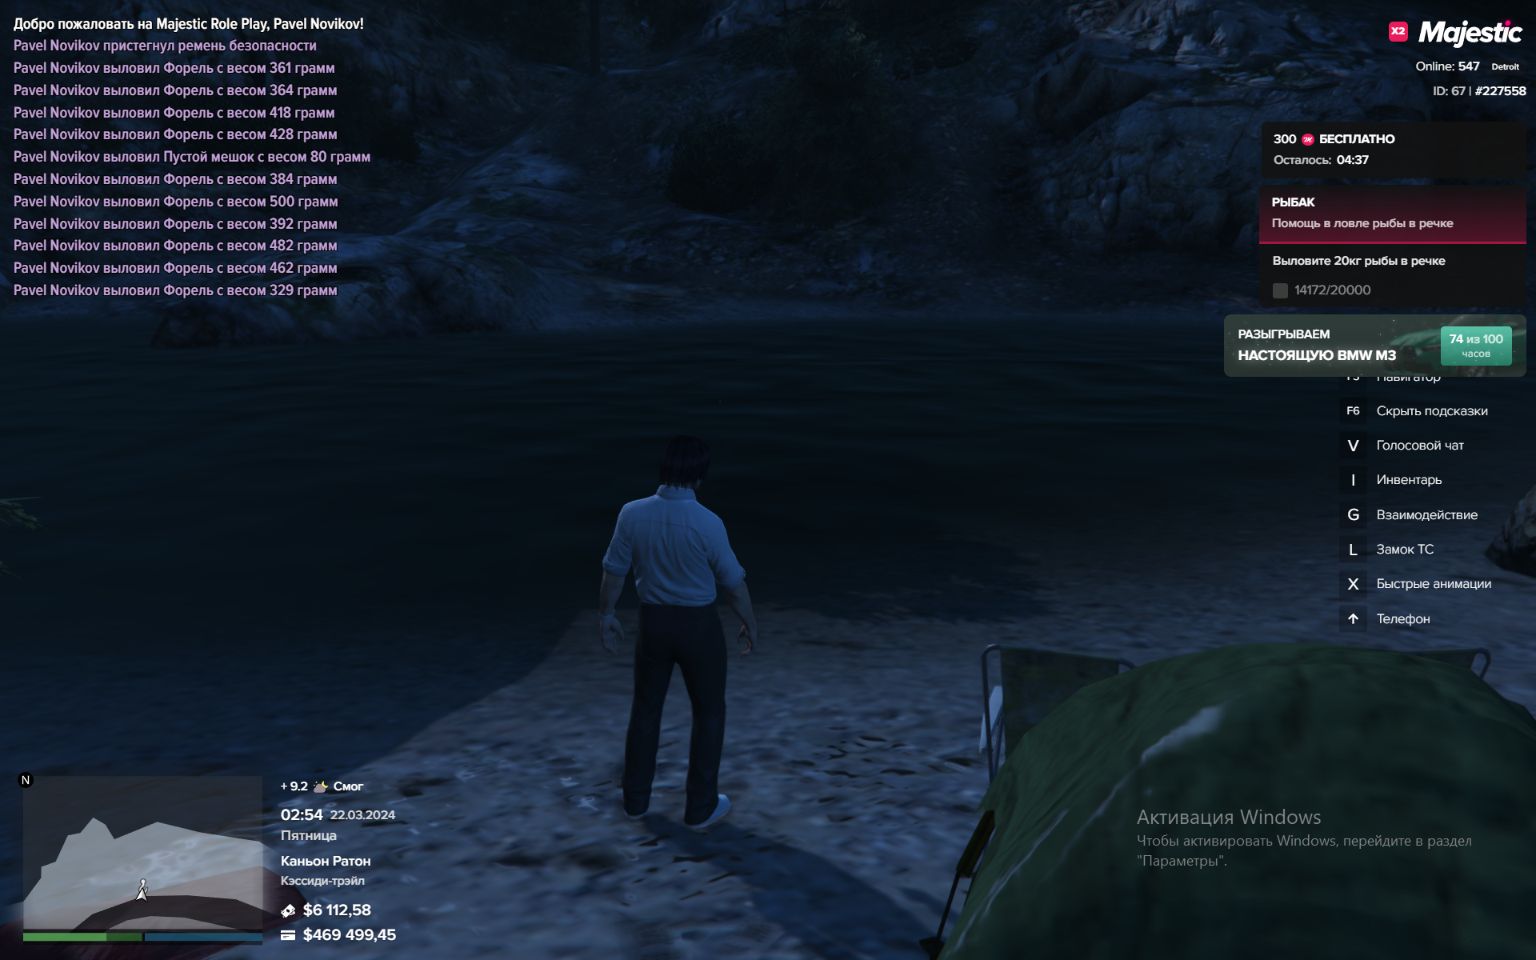 Добро пожаловать на Majestic Role Play, Pavel Novikov!
Pavel Novikov пристегнул ремень безопасности
Pavel Novikov выловил Форель с весом 361 грамм
Pavel Novikov выловил Форель с весом 364 грамм
Pavel Novikov выловил Форель с весом 418 грамм
Pavel Novikov выловил Форель с весом 428 грамм
Pavel Novikov выловил Пустой мешок с весом 80 грамм
Pavel Novikov выловил Форель с весом 384 грамм
Pavel Novikov выловил Форель с весом 500 грамм
Pavel Novikov выловил Форель с весом 392 грамм
Pavel Novikov выловил Форель с весом 482 грамм
Pavel Novikov выловил Форель с весом 462 грамм
Pavel Novikov выловил Форель с весом 329 грамм
X2 Majestic
Online: 547 Detroit
ID: 67 | #227558
300 БЕСПЛАТНО
Осталось: 04:37
РЫБАК
Помощь в ловле рыбы в речке
Выловите 20кг рыбы в речке
14172/20000
РАЗЫГРЫВАЕМ
НАСТОЯЩУЮ BMW M3
74 из 100
часов
Навигатор
F6 Скрыть подсказки
V Голосовой чат
I Инвентарь
G Взаимодействие
L Замок ТС
X Быстрые анимации
Телефон
N
+ 9.2 Смог
02:54 22.03.2024
Пятница
Каньон Ратон
Кэссиди-трэйл
$6 112,58
$469 499,45
Активация Windows
Чтобы активировать Windows, перейдите в раздел
"Параметры".